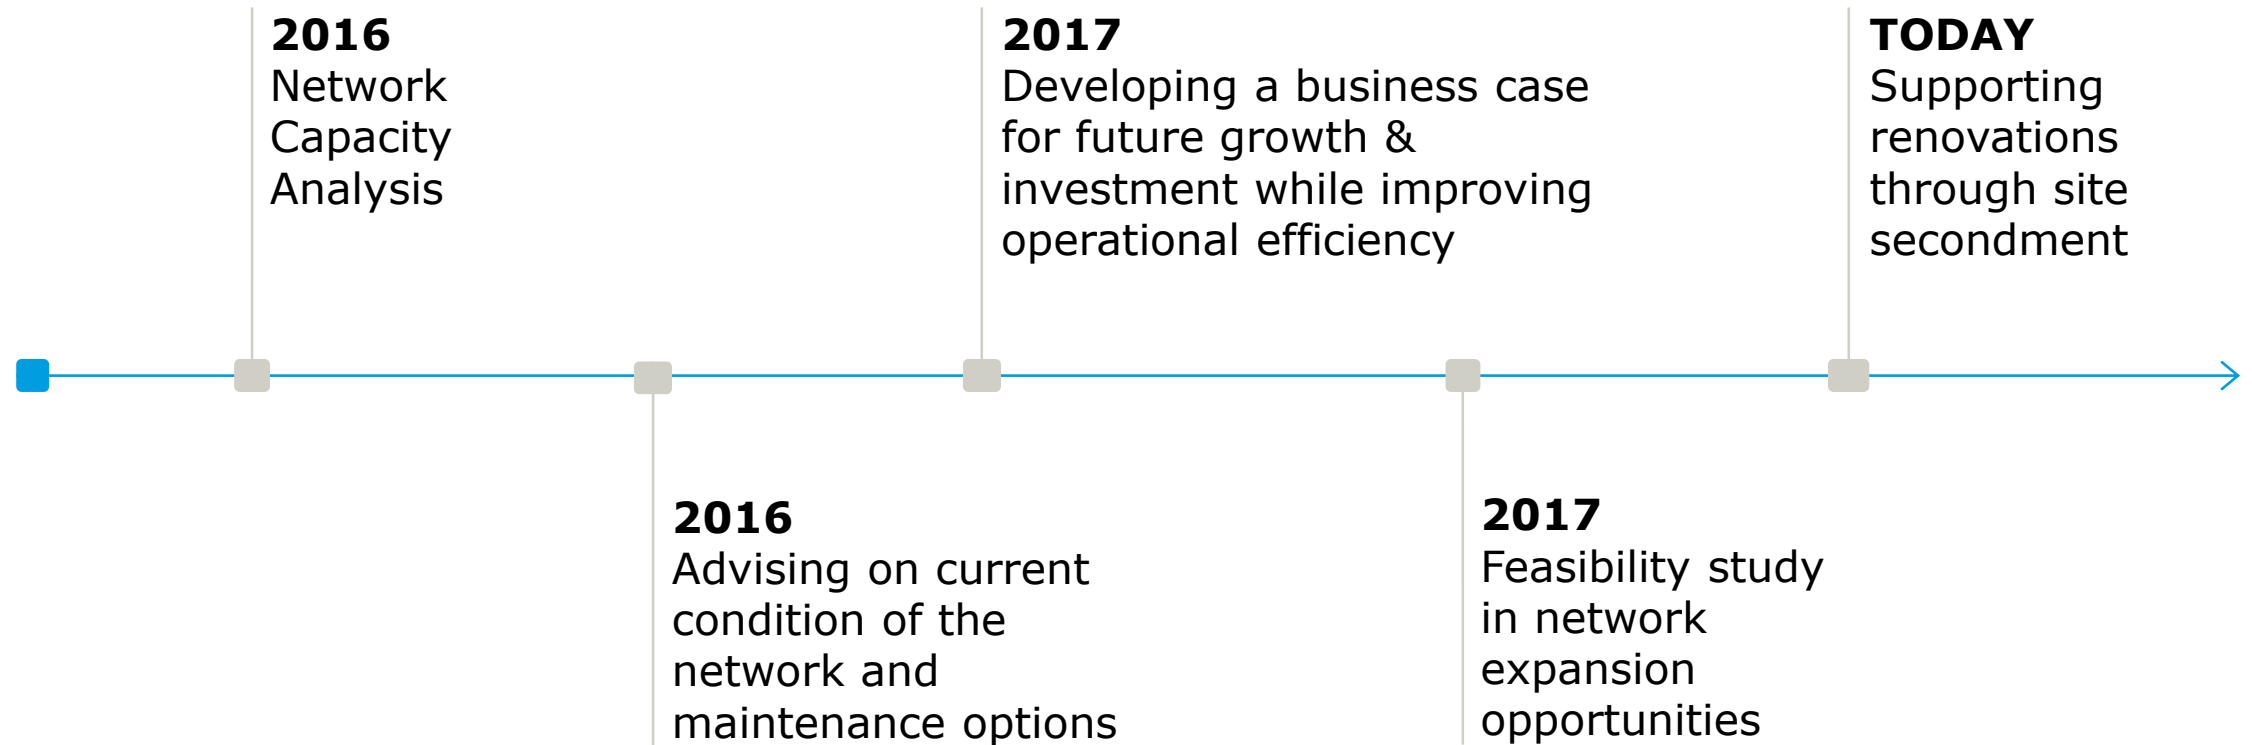 2016
Network
Capacity
Analysis
2016
Advising on current
condition of the
network and
maintenance options
2017
Developing a business case
for future growth &
investment while improving
operational efficiency
2017
Feasibility study
in network
expansion
opportunities
TODAY
Supporting
renovations
through site
secondment